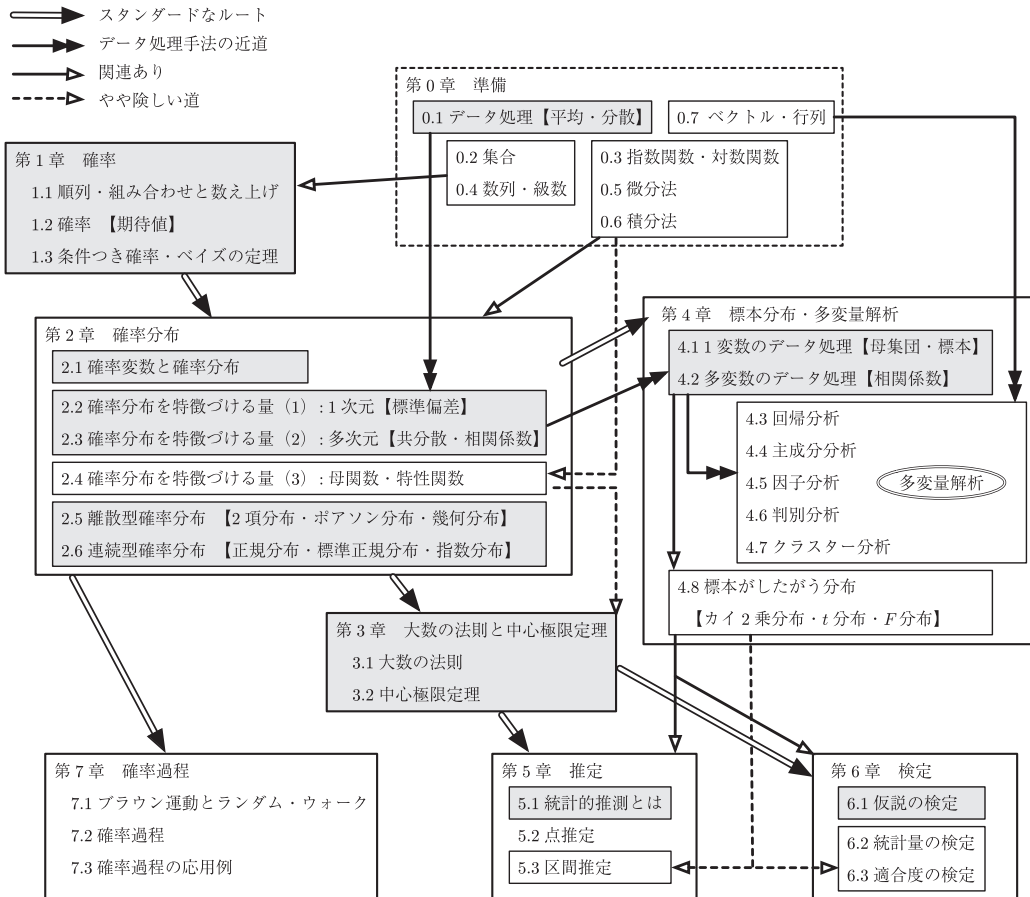 スタンダードなルート
データ処理手法の近道
関連あり
やや険しい道
第0章 準備
0.1 データ処理【平均・分散】
0.7 ベクトル・行列
0.2 集合
0.4 数列・級数
0.3 指数関数・対数関数
0.5 微分法
0.6 積分法
第1章 確率
1.1 順列・組み合わせと数え上げ
1.2 確率 【期待値】
1.3 条件つき確率・ベイズの定理
第2章 確率分布
2.1 確率変数と確率分布
2.2 確率分布を特徴づける量(1):1次元【標準偏差】
2.3 確率分布を特徴づける量(2):多次元【共分散・相関係数】
2.4 確率分布を特徴づける量(3):母関数・特性関数
2.5 離散型確率分布 【2項分布・ポアソン分布・幾何分布】
2.6 連続型確率分布 【正規分布・標準正規分布・指数分布】
第4章 標本分布・多変量解析
4.1 1変数のデータ処理【母集団・標本】
4.2 多変数のデータ処理【相関係数】
4.3 回帰分析
4.4 主成分分析
4.5 因子分析
多変量解析
4.6 判別分析
4.7 クラスター分析
4.8 標本がしたがう分布
【カイ2乗分布・t分布・F分布】
第3章 大数の法則と中心極限定理
3.1 大数の法則
3.2 中心極限定理
第7章 確率過程
7.1 ブラウン運動とランダム・ウォーク
7.2 確率過程
7.3 確率過程の応用例
第5章 推定
5.1 統計的推測とは
5.2 点推定
5.3 区間推定
第6章 検定
6.1 仮説の検定
6.2 統計量の検定
6.3 適合度の検定